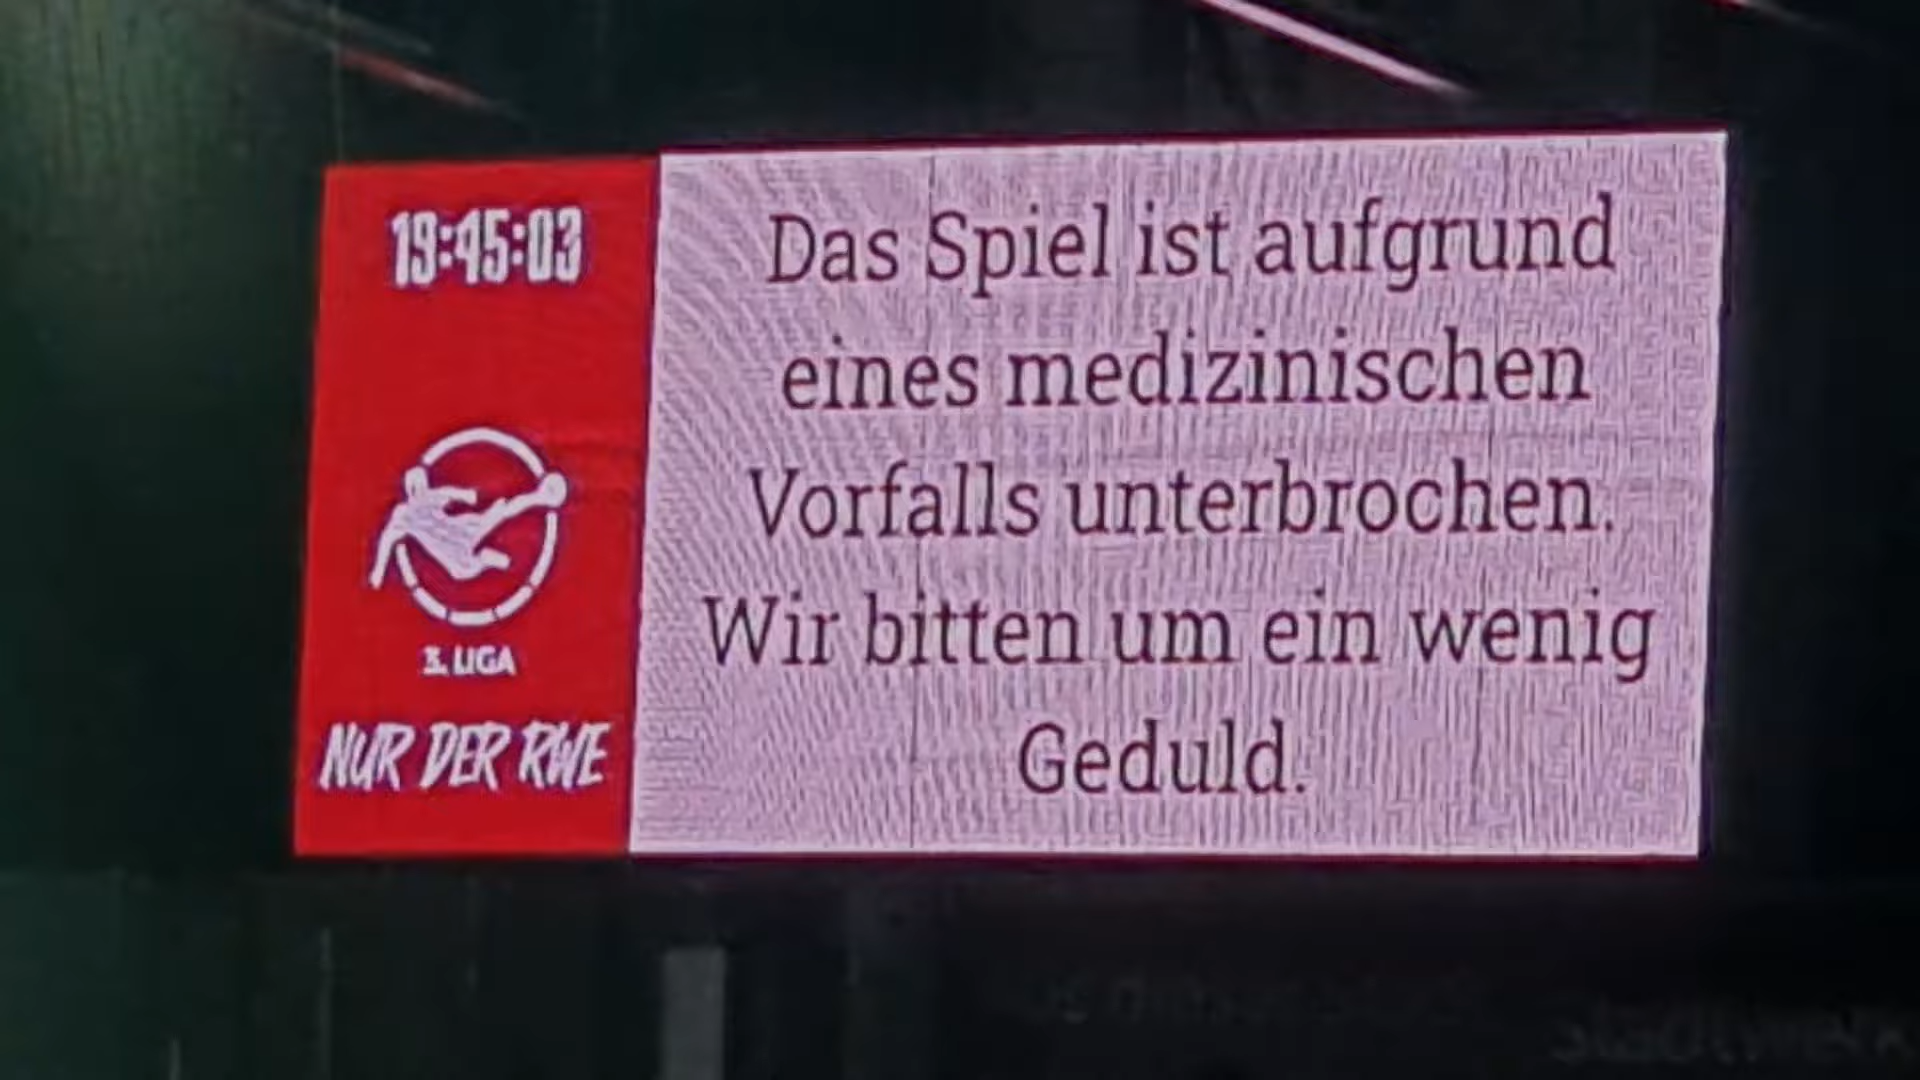 19:45:03
3. LIGA
NUR DER RWE
Das Spiel ist aufgrund
eines medizinischen
Vorfalls unterbrochen.
Wir bitten um ein wenig
Geduld.